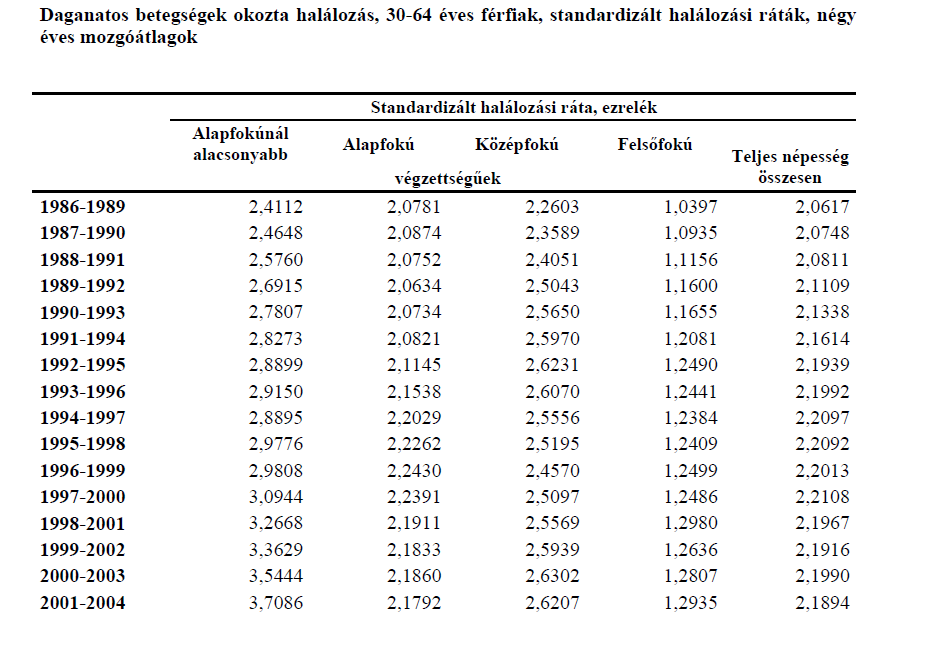 Daganatos betegségek okozta halálozás, 30-64 éves férfiak, standardizált halálozási ráták, négy
éves mozgóátlagok
Standardizált halálozási ráta, ezrelék
Alapfokúnál
alacsonyabb
Alapfokú
Középfokú
Felsőfokú
végzettségűek
Teljes népesség
összesen
1986-1989 2,4112 2,0781 2,2603 1,0397 2,0617
1987-1990 2,4648 2,0874 2,3589 1,0935 2,0748
1988-1991 2,5760 2,0752 2,4051 1,1156 2,0811
1989-1992 2,6915 2,0634 2,5043 1,1600 2,1109
1990-1993 2,7807 2,0734 2,5650 1,1655 2,1338
1991-1994 2,8273 2,0821 2,5970 1,2081 2,1614
1992-1995 2,8899 2,1145 2,6231 1,2490 2,1939
1993-1996 2,9150 2,1538 2,6070 1,2441 2,1992
1994-1997 2,8895 2,2029 2,5556 1,2384 2,2097
1995-1998 2,9776 2,2262 2,5195 1,2409 2,2092
1996-1999 2,9808 2,2430 2,4570 1,2499 2,2013
1997-2000 3,0944 2,2391 2,5097 1,2486 2,2108
1998-2001 3,2668 2,1911 2,5569 1,2980 2,1967
1999-2002 3,3629 2,1833 2,5939 1,2636 2,1916
2000-2003 3,5444 2,1860 2,6302 1,2807 2,1990
2001-2004 3,7086 2,1792 2,6207 1,2935 2,1894